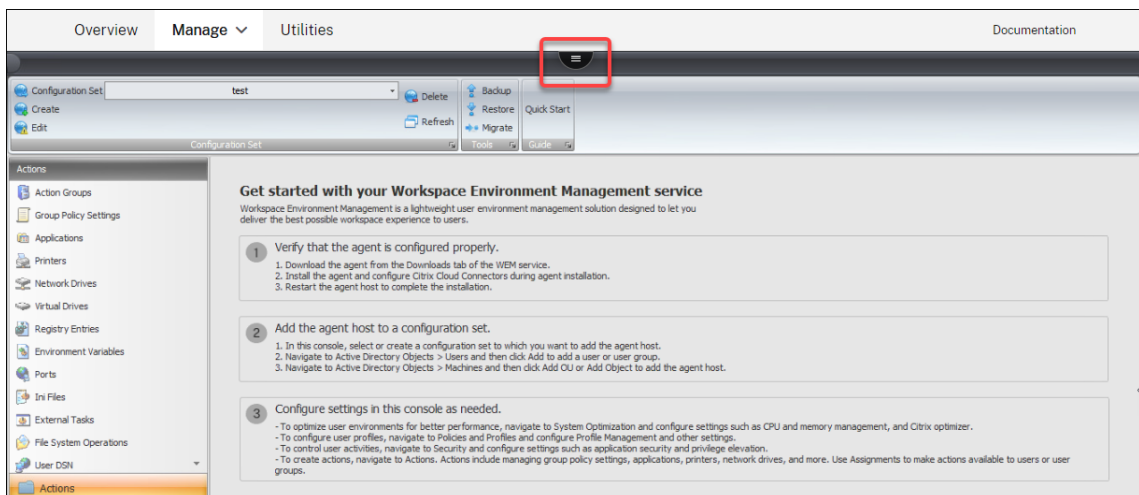 Overview Manage Utilities Documentation
Configuration Set test Delete Backup
Create Restore Quick Start
Edit Refresh Migrate
Configuration Set Tools Guide
Actions
Action Groups
Group Policy Settings
Applications
Printers
Network Drives
Virtual Drives
Registry Entries
Environment Variables
Ports
Ini Files
External Tasks
File System Operations
User DSN
Actions
Get started with your Workspace Environment Management service
Workspace Environment Management is a lightweight user environment management solution designed to let you
deliver the best possible workspace experience to users.
1 Verify that the agent is configured properly.
1. Download the agent from the Downloads tab of the WEM service.
2. Install the agent and configure Citrix Cloud Connectors during agent installation.
3. Restart the agent host to complete the installation.
2 Add the agent host to a configuration set.
1. In this console, select or create a configuration set to which you want to add the agent host.
2. Navigate to Active Directory Objects > Users and then click Add to add a user or user group.
3. Navigate to Active Directory Objects > Machines and then click Add OU or Add Object to add the agent host.
3 Configure settings in this console as needed.
- To optimize user environments for better performance, navigate to System Optimization and configure settings such as CPU and memory management, and Citrix optimizer.
- To configure user profiles, navigate to Policies and Profiles and configure Profile Management and other settings.
- To control user activities, navigate to Security and configure settings such as application security and privilege elevation.
- To create actions, navigate to Actions. Actions include managing group policy settings, applications, printers, network drives, and more. Use Assignments to make actions available to users or user
groups.